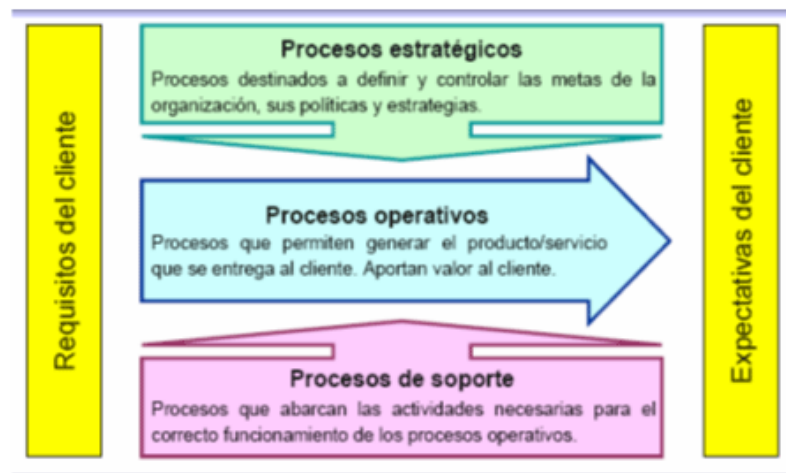 Requisitos del cliente
Procesos estratégicos
Procesos destinados a definir y controlar las metas de la
organización, sus políticas y estrategias.
Procesos operativos
Procesos que permiten generar el producto/servicio
que se entrega al cliente. Aportan valor al cliente.
Procesos de soporte
Procesos que abarcan las actividades necesarias para el
correcto funcionamiento de los procesos operativos.
Expectativas del cliente